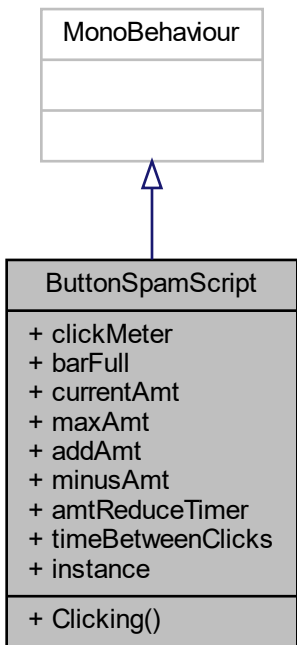 MonoBehaviour
ButtonSpamScript
+ clickMeter
+ barFull
+ currentAmt
+ maxAmt
+ addAmt
+ minusAmt
+ amtReduceTimer
+ timeBetweenClicks
+ instance
+ Clicking()